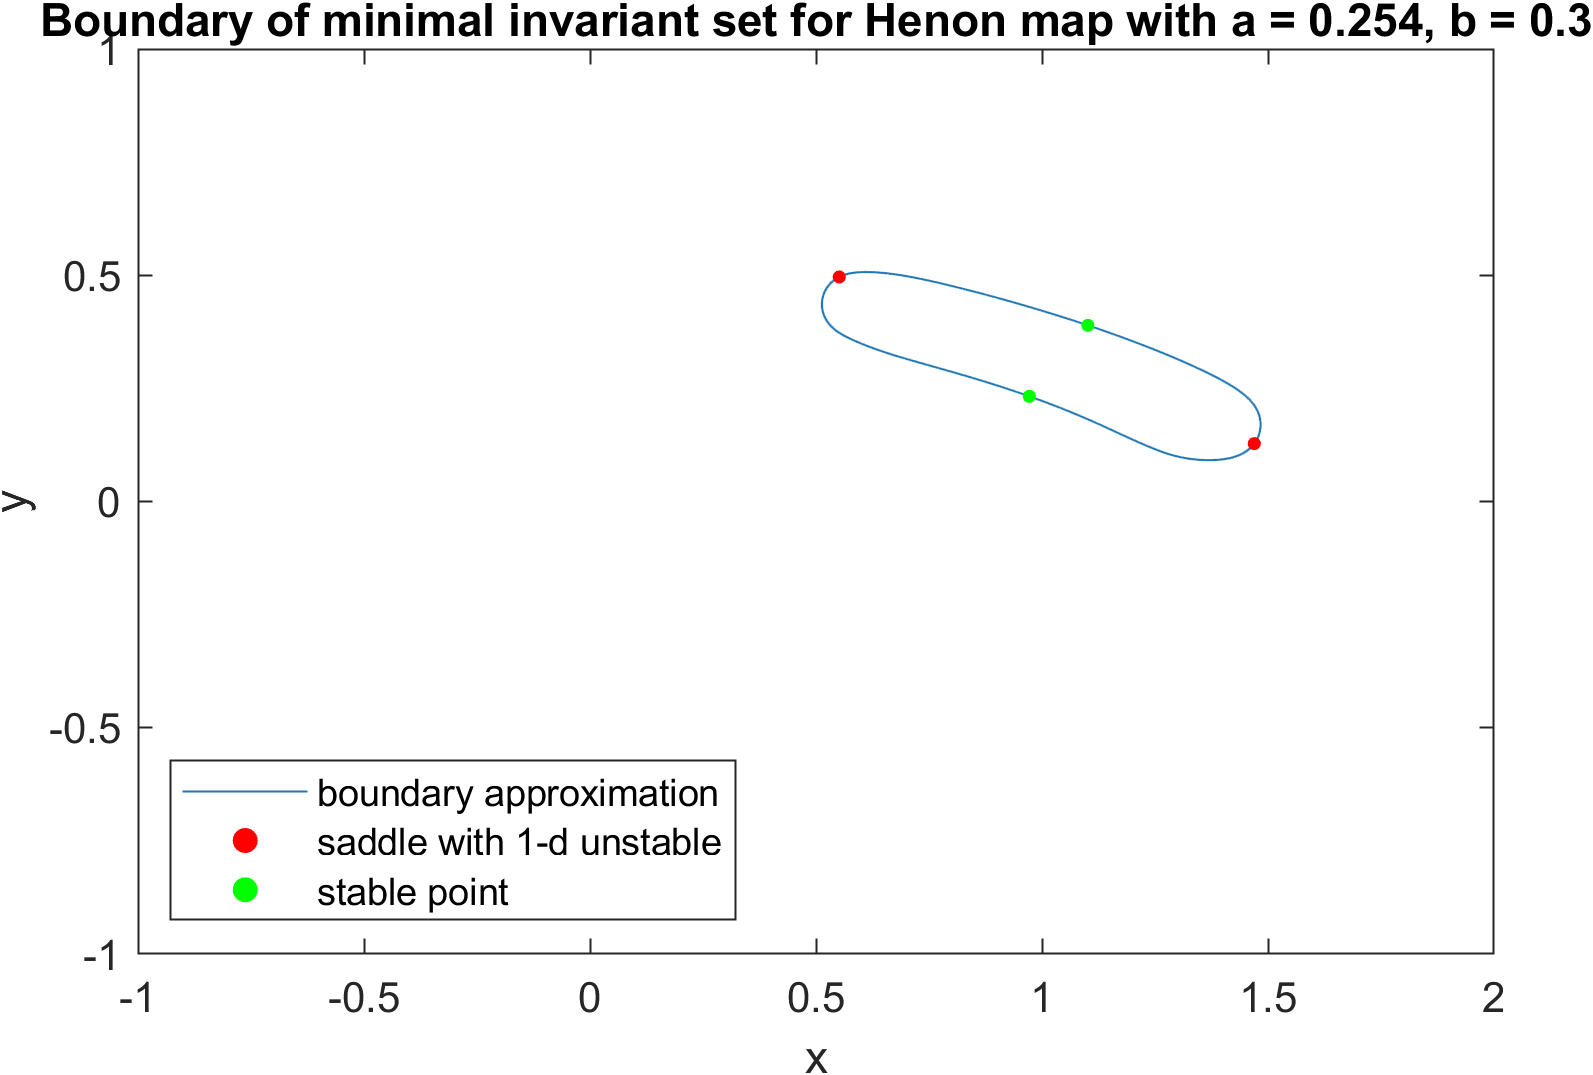 Boundary of minimal invariant set for Henon map with a = 0.254, b = 0.3
1
0.5
0
-0.5
-1
y
boundary approximation
saddle with 1-d unstable
stable point
-1 -0.5 0 0.5 1 1.5 2
x